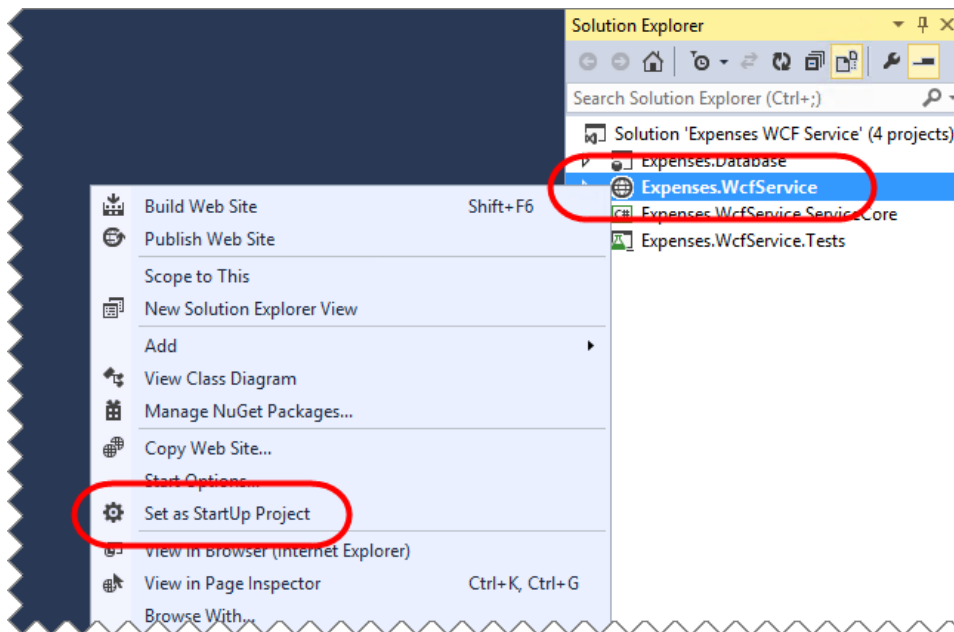 Solution Explorer
Search Solution Explorer (Ctrl+;)
Solution 'Expenses WCF Service' (4 projects)
Expenses.Database
Expenses.WcfService
C# Expenses.WcfService.ServiceCore
Expenses.WcfService.Tests
Build Web Site Shift+F6
Publish Web Site
Scope to This
New Solution Explorer View
Add
View Class Diagram
Manage NuGet Packages...
Copy Web Site...
Start Options...
Set as StartUp Project
View in Browser (Internet Explorer)
View in Page Inspector Ctrl+K, Ctrl+G
Browse With...